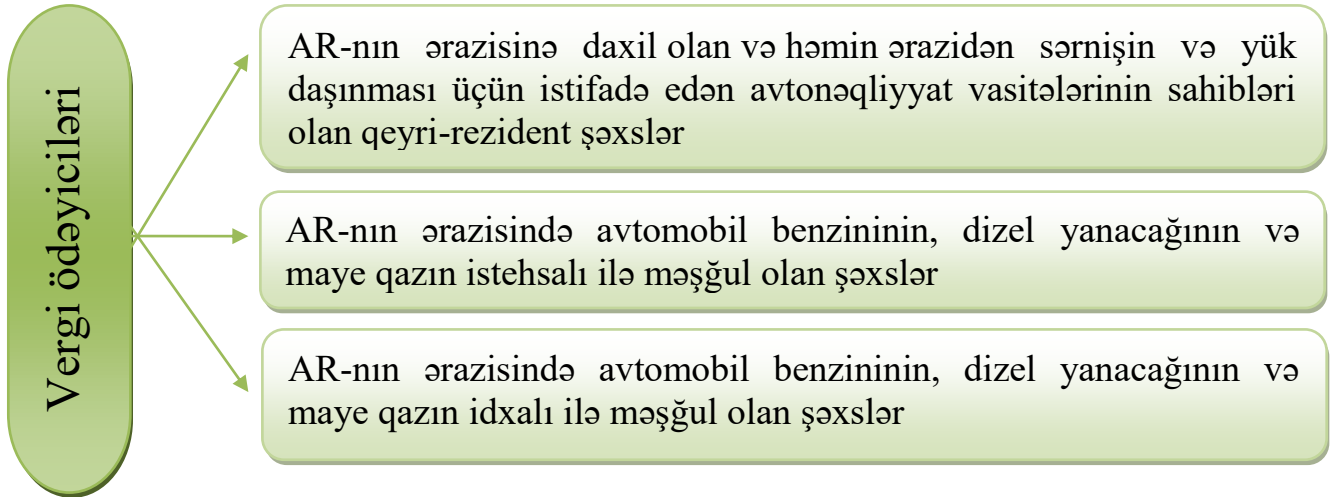 Vergi ödəyiciləri
AR-nın ərazisinə daxil olan və həmin ərazidən sərnişin və yük
daşınması üçün istifadə edən avtonəqliyyat vasitələrinin sahibləri
olan qeyri-rezident şəxslər
AR-nın ərazisində avtomobil benzininin, dizel yanacağının və
maye qazın istehsalı ilə məşğul olan şəxslər
AR-nın ərazisində avtomobil benzininin, dizel yanacağının və
maye qazın idxalı ilə məşğul olan şəxslər